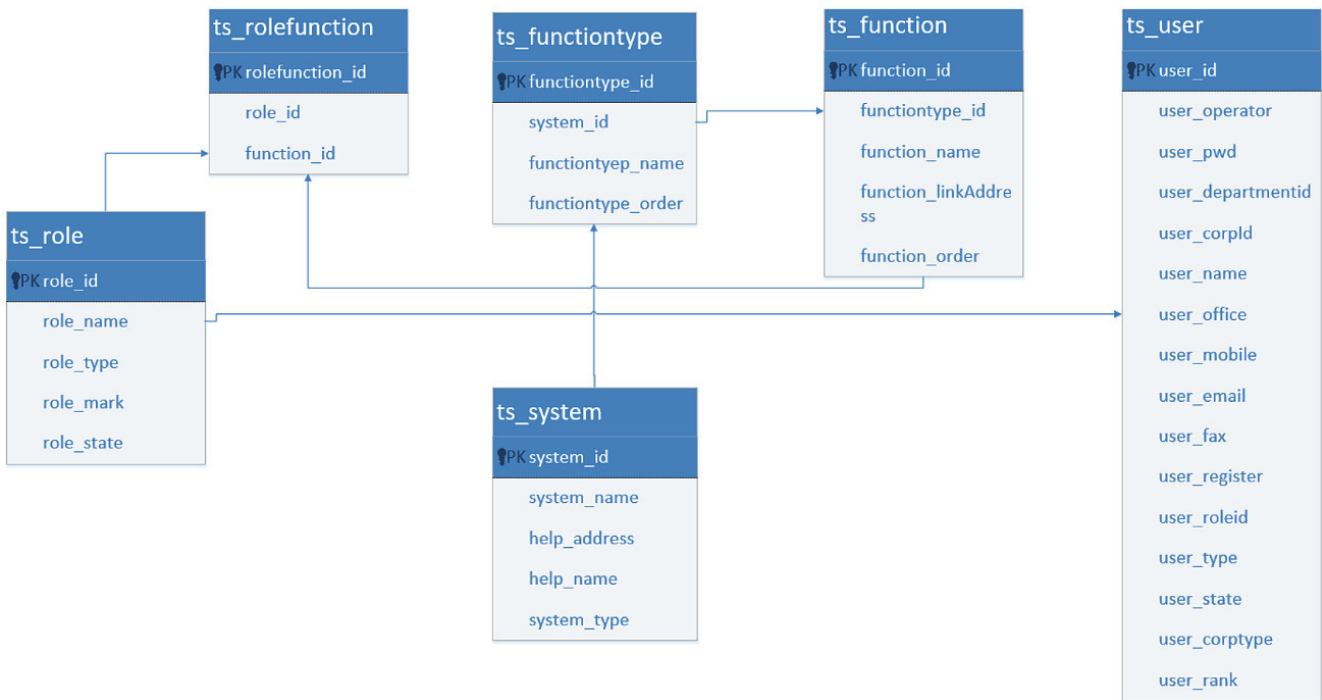 ts_rolefunction
PK rolefunction_id
role_id
function_id
ts_functiontype
PK functiontype_id
system_id
functiontyep_name
functiontype_order
ts_function
PK function_id
functiontype_id
function_name
function_linkAddre
ss
function_order
ts_user
PK user_id
user_operator
user_pwd
user_departmentid
user_corpId
user_name
user_office
user_mobile
user_email
user_fax
user_register
user_roleid
user_type
user_state
user_corptype
user_rank
ts_role
PK role_id
role_name
role_type
role_mark
role_state
ts_system
PK system_id
system_name
help_address
help_name
system_type